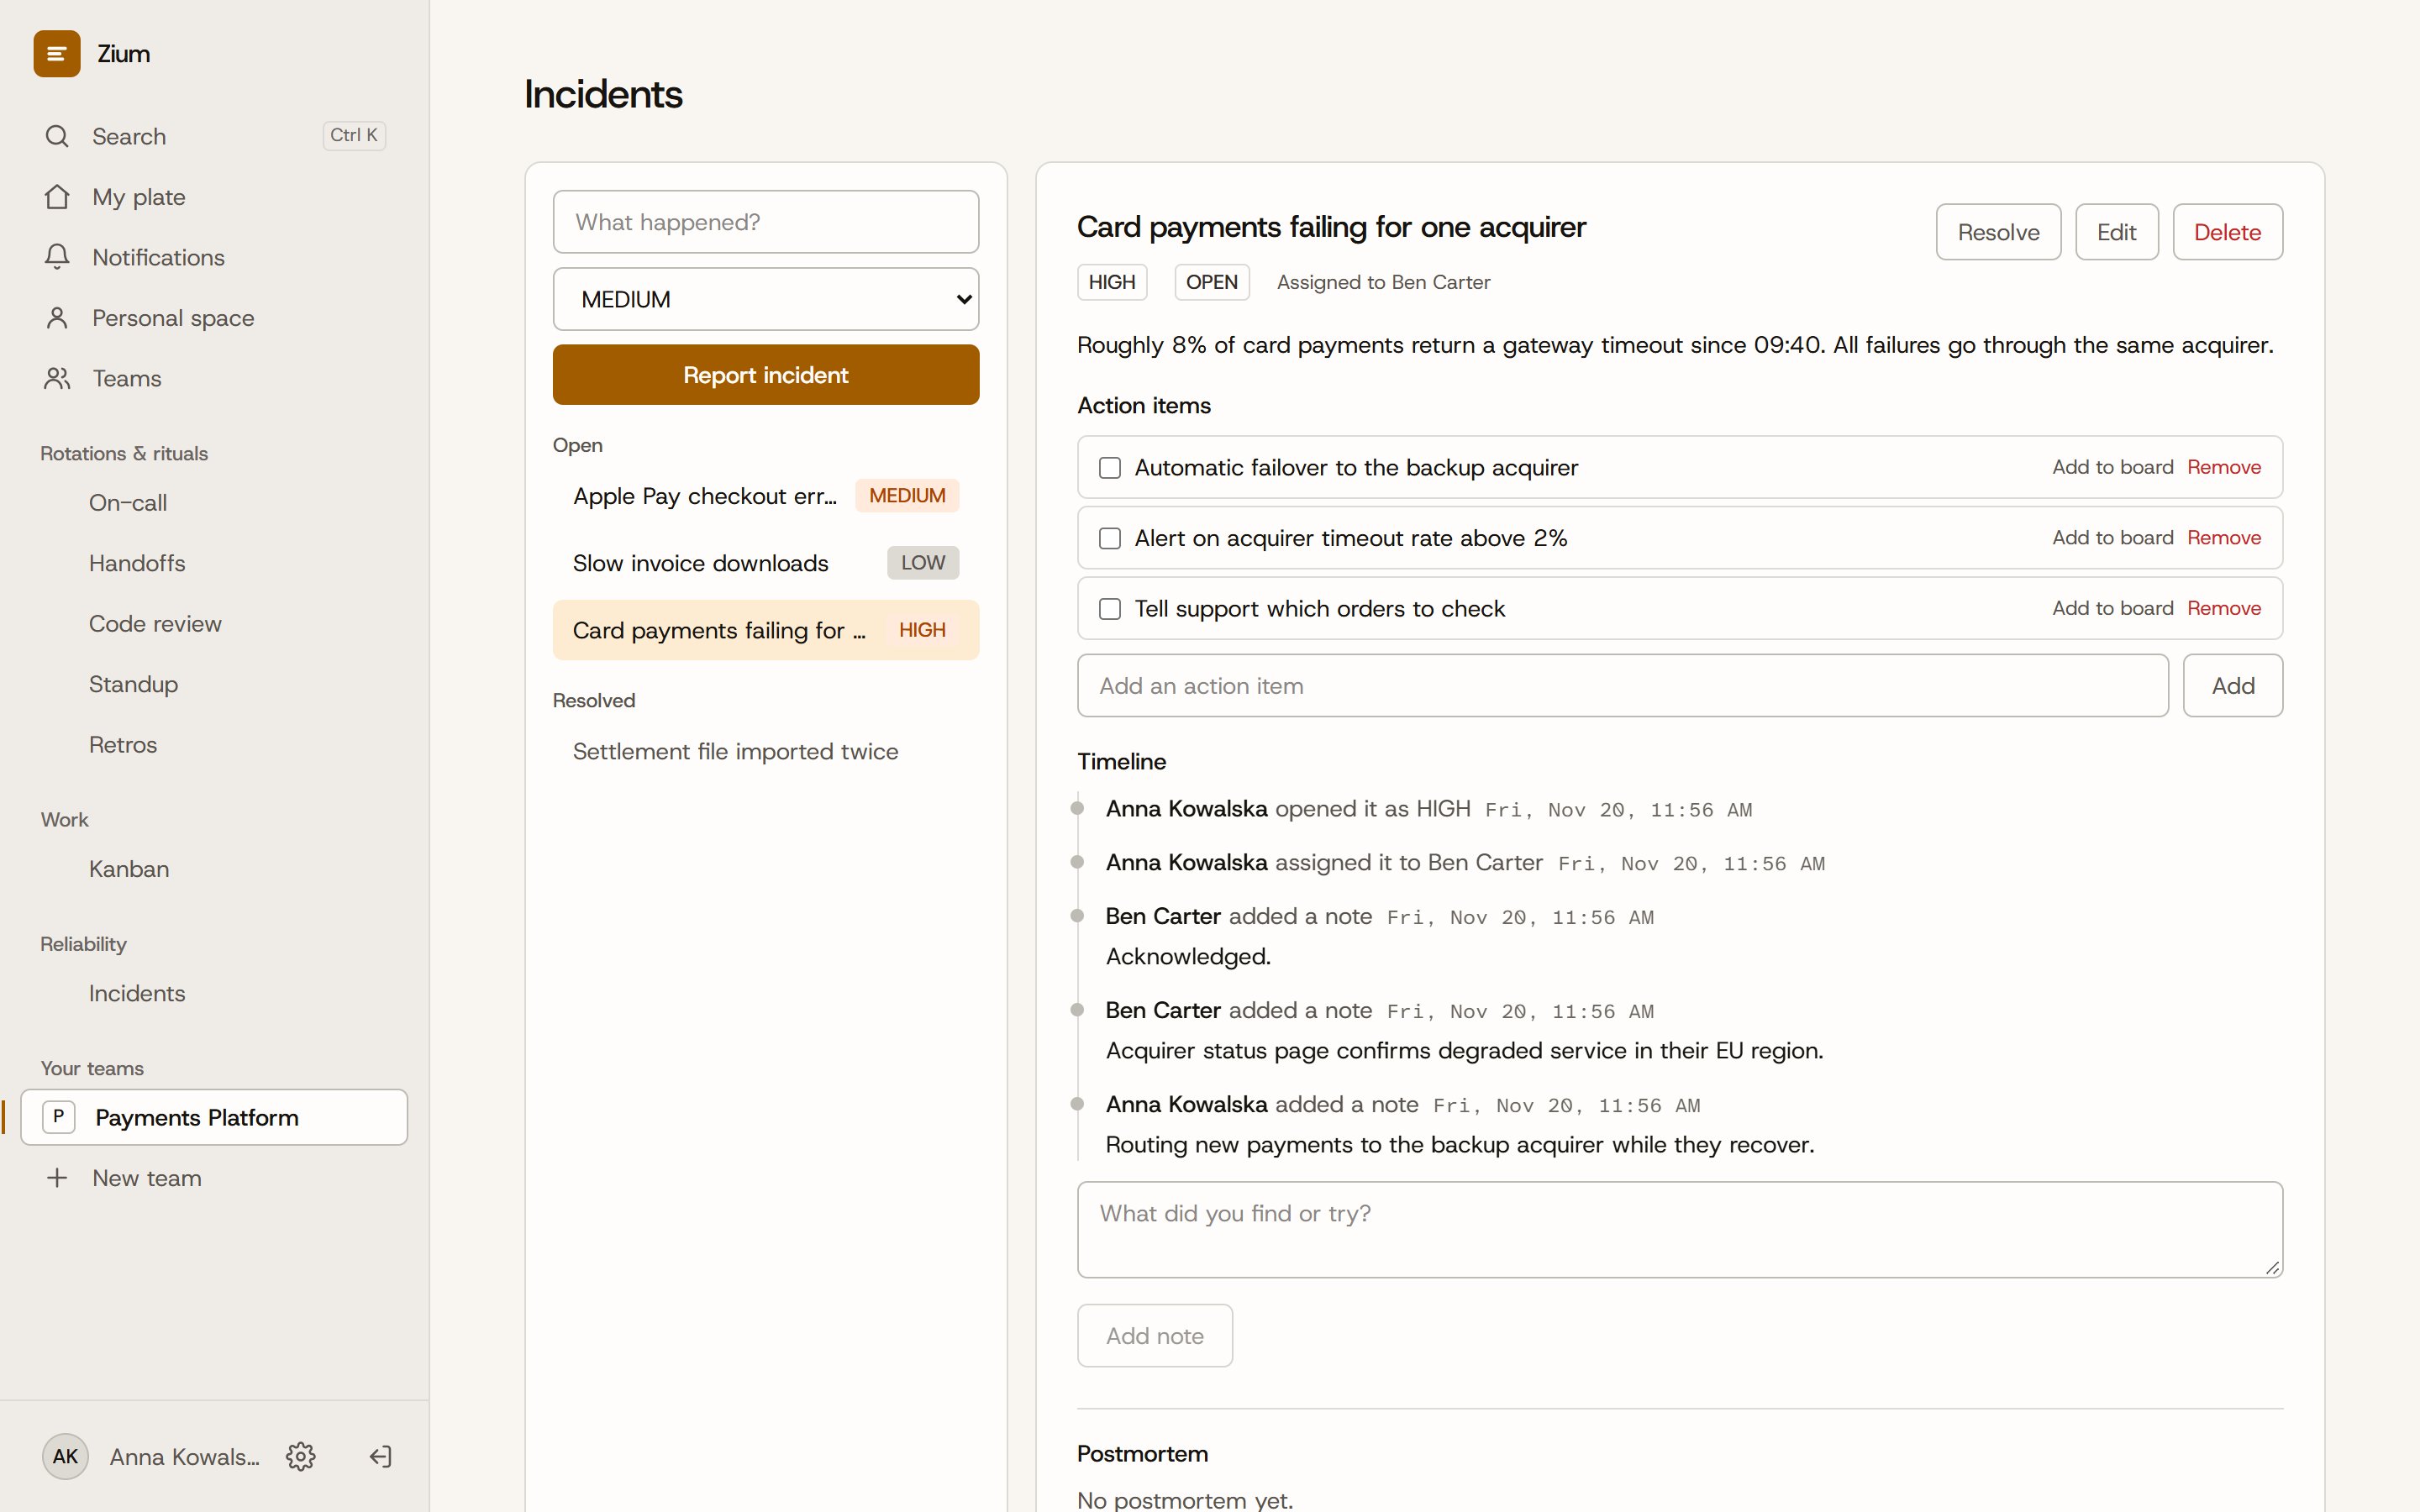 Zium
Search Ctrl K
My plate
Notifications
Personal space
Teams
Rotations & rituals
On-call
Handoffs
Code review
Standup
Retros
Work
Kanban
Reliability
Incidents
Your teams
P Payments Platform
New team
AK Anna Kowals...
Incidents
What happened?
MEDIUM
Report incident
Open
Apple Pay checkout err... MEDIUM
Slow invoice downloads LOW
Card payments failing for ... HIGH
Resolved
Settlement file imported twice
Card payments failing for one acquirer Resolve Edit Delete
HIGH OPEN Assigned to Ben Carter
Roughly 8% of card payments return a gateway timeout since 09:40. All failures go through the same acquirer.
Action items
Automatic failover to the backup acquirer Add to board Remove
Alert on acquirer timeout rate above 2% Add to board Remove
Tell support which orders to check Add to board Remove
Add an action item Add
Timeline
Anna Kowalska opened it as HIGH Fri, Nov 20, 11:56 AM
Anna Kowalska assigned it to Ben Carter Fri, Nov 20, 11:56 AM
Ben Carter added a note Fri, Nov 20, 11:56 AM
Acknowledged.
Ben Carter added a note Fri, Nov 20, 11:56 AM
Acquirer status page confirms degraded service in their EU region.
Anna Kowalska added a note Fri, Nov 20, 11:56 AM
Routing new payments to the backup acquirer while they recover.
What did you find or try?
Add note
Postmortem
No postmortem yet.